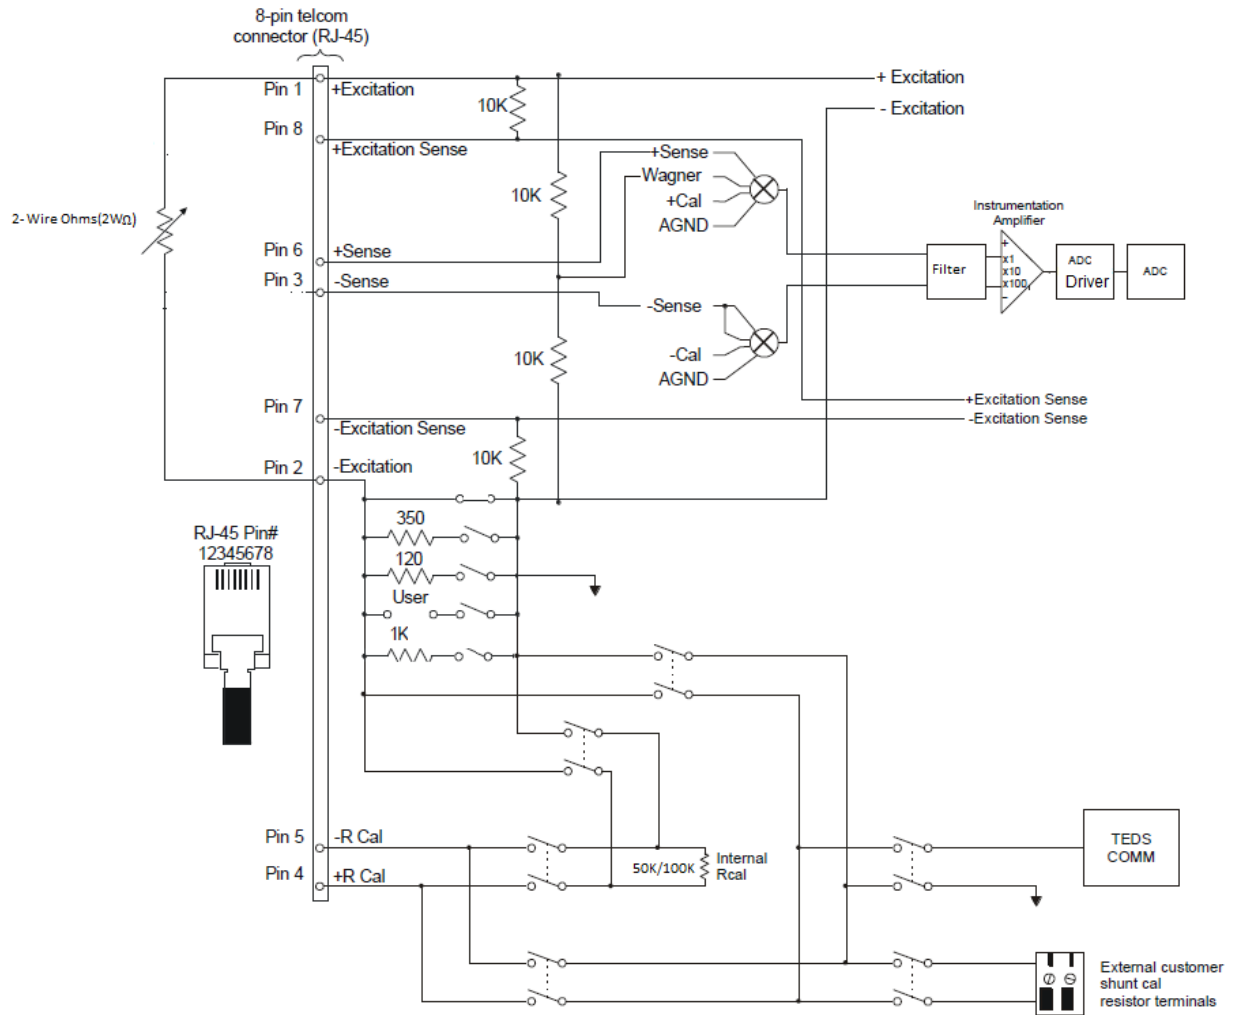 8-pin telcom
connector (RJ-45)
Pin 1
+Excitation
10K
+ Excitation
- Excitation
Pin 8
+Excitation Sense
+Sense
Wagner
+Cal
AGND
10K
2- Wire Ohms(2WΩ)
Instrumentation
Amplifier
Pin 6
+Sense
Pin 3
-Sense
+
x1
x10
x100
-
Filter
ADC
Driver
ADC
-Sense
-Cal
AGND
10K
Pin 7
-Excitation Sense
+Excitation Sense
-Excitation Sense
10K
Pin 2
-Excitation
RJ-45 Pin#
12345678
350
120
User
1K
Pin 5
-R Cal
Pin 4
+R Cal
50K/100K
Internal
Rcal
TEDS
COMM
External customer
shunt cal
resistor terminals